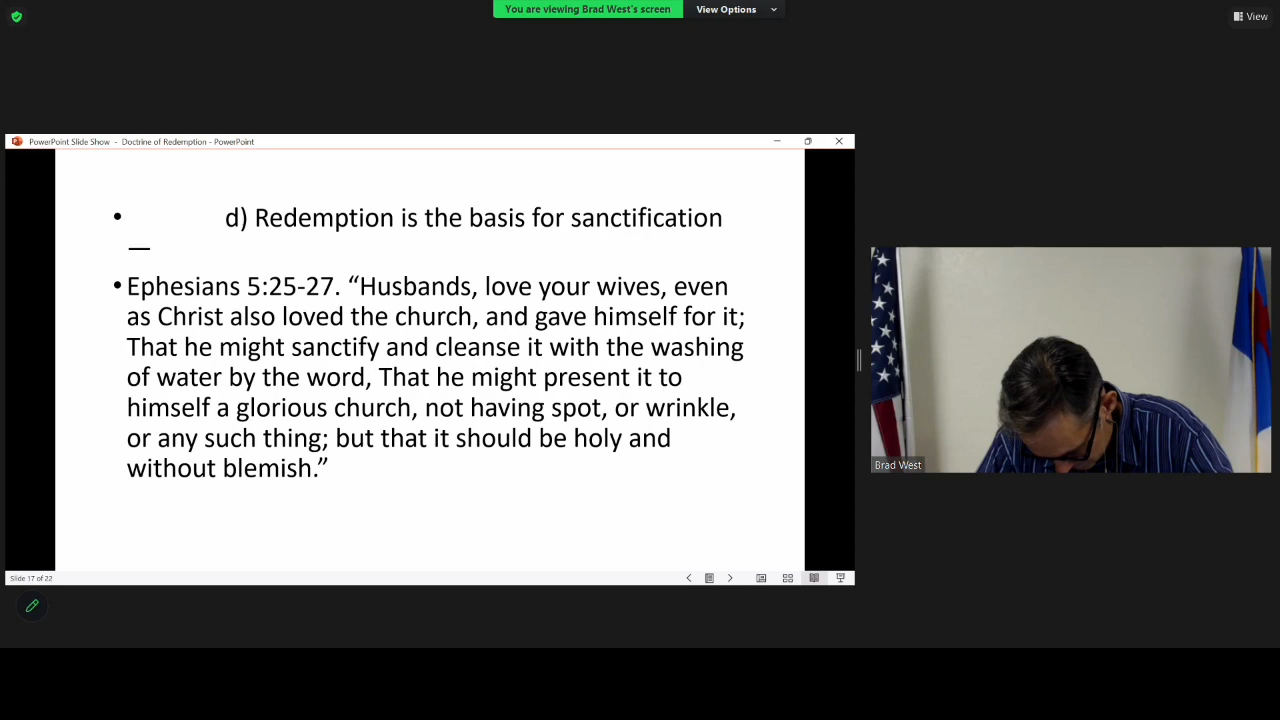 You are viewing Brad West's screen
View Options
View
PowerPoint Slide Show - Doctrine of Redemption - PowerPoint
• d) Redemption is the basis for sanctification
—
• Ephesians 5:25-27. “Husbands, love your wives, even
as Christ also loved the church, and gave himself for it;
That he might sanctify and cleanse it with the washing
of water by the word, That he might present it to
himself a glorious church, not having spot, or wrinkle,
or any such thing; but that it should be holy and
without blemish.”
Brad West
Slide 17 of 22